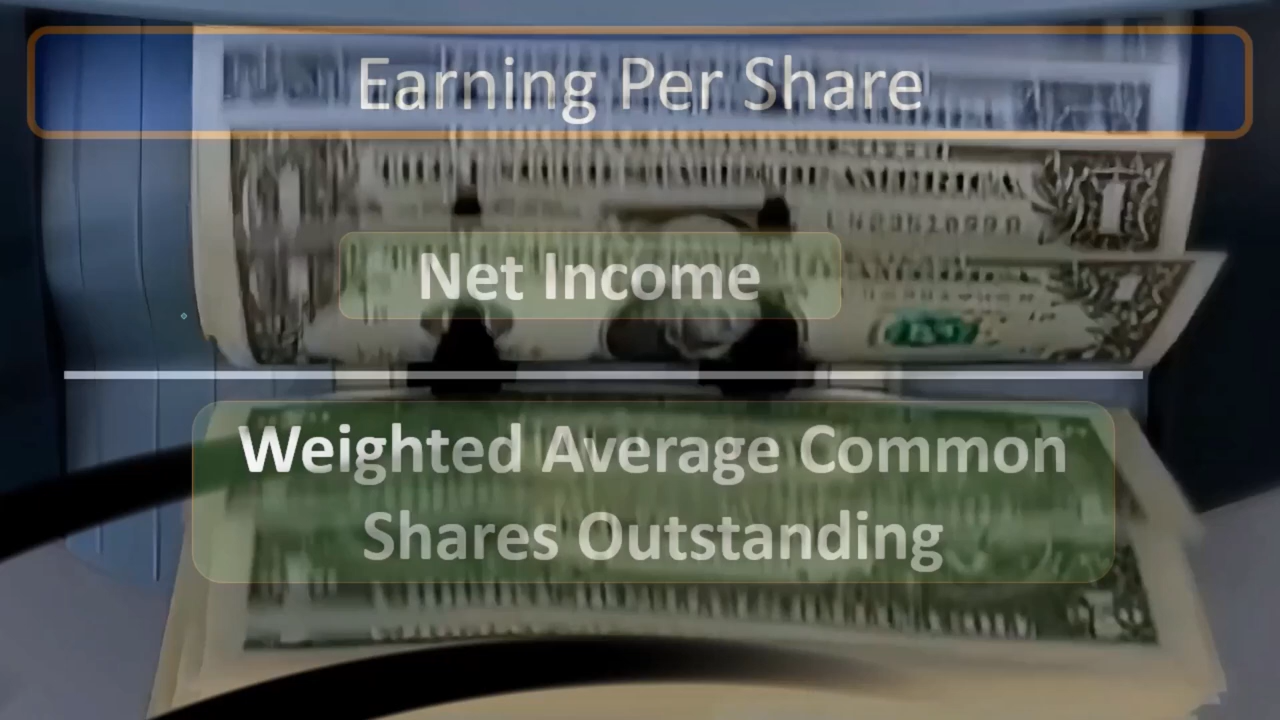 Earning Per Share
Net Income
Weighted Average Common
Shares Outstanding